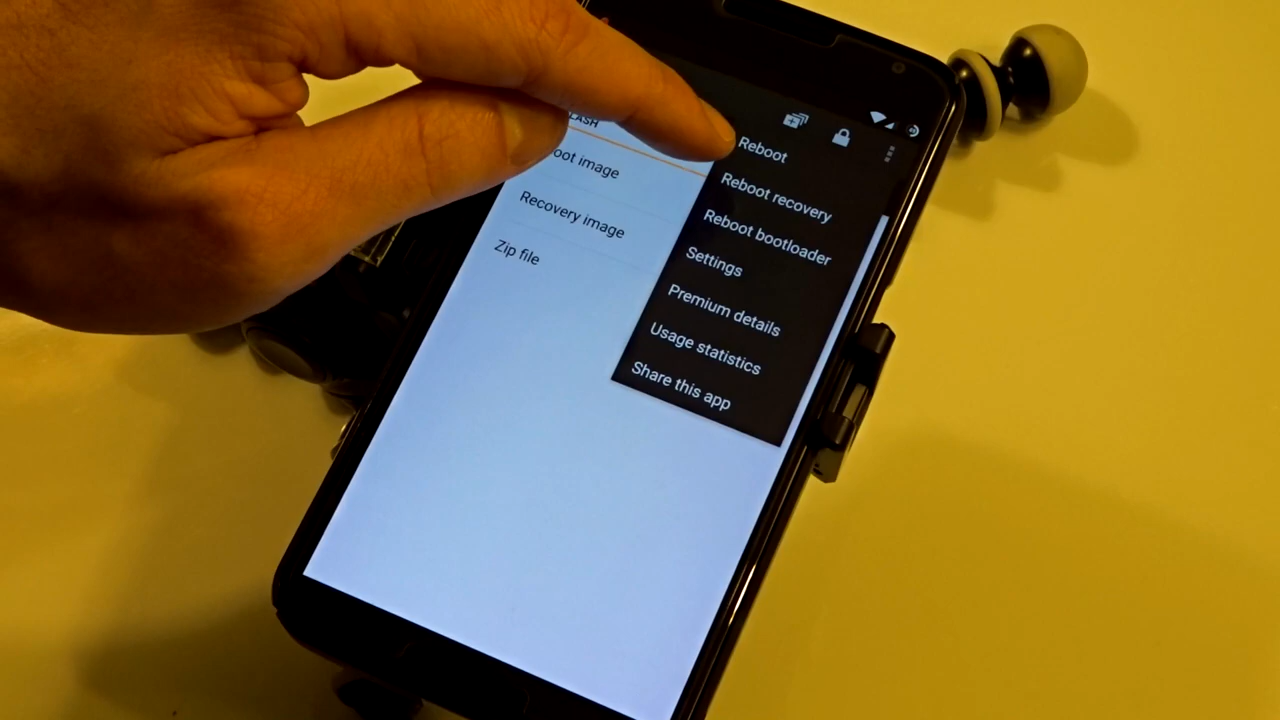 LASH
oot image
Recovery image
Zip file
Reboot
Reboot recovery
Reboot bootloader
Settings
Premium details
Usage statistics
Share this app